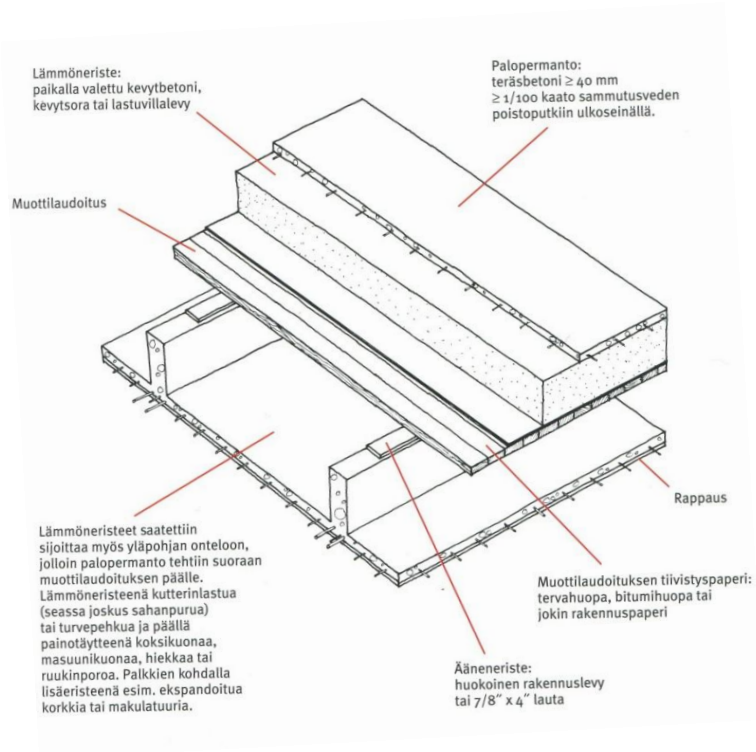 Lämmöneriste:
paikalla valettu kevytbetoni,
kevytsora tai lastuvillalevy
Palopermanto:
teräsbetoni ≥ 40 mm
≥ 1/100 kaato sammutusveden
poistoputkiin ulkoseinällä.
Muottilaudoitus
Rappaus
Lämmöneristeet saatettiin
sijoittaa myös yläpohjan onteloon,
jolloin palopermanto tehtiin suoraan
muottilaudoituksen päälle.
Lämmöneristeenä kutterinlastua
(seassa joskus sahanpurua)
tai turvepehkua ja päällä
painotäytteenä koksikuonaa,
masuunikuonaa, hiekkaa tai
ruukinporoa. Palkkien kohdalla
lisäeristeenä esim. ekspandoitua
korkkia tai makulatuuria.
Muottilaudoituksen tiivistyspaperi:
tervahuopa, bitumihuopa tai
jokin rakennuspaperi
Ääneneriste:
huokoinen rakennuslevy
tai 7/8″ x 4″ lauta